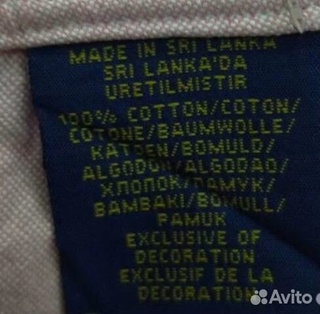 MADE IN SRI LANKA
SRI LANKA'DA
URETILMISTIR
100% COTTON/COTON/
COTONE/BAUMWOLLE/
KATOEN/BOMULD/
ALGODON/ALGODAO/
ХЛОПОК/ПАМУК/
BAMBAKI/BOMULL/
PAMUK
EXCLUSIVE OF
DECORATION
EXCLUSIF DE LA
DECORATION
Avito